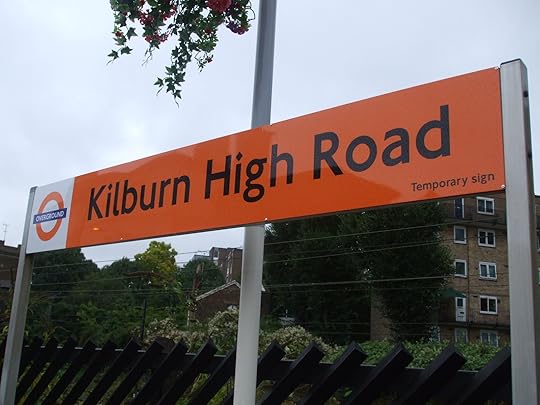 OVERGROUND
Kilburn High Road
Temporary sign